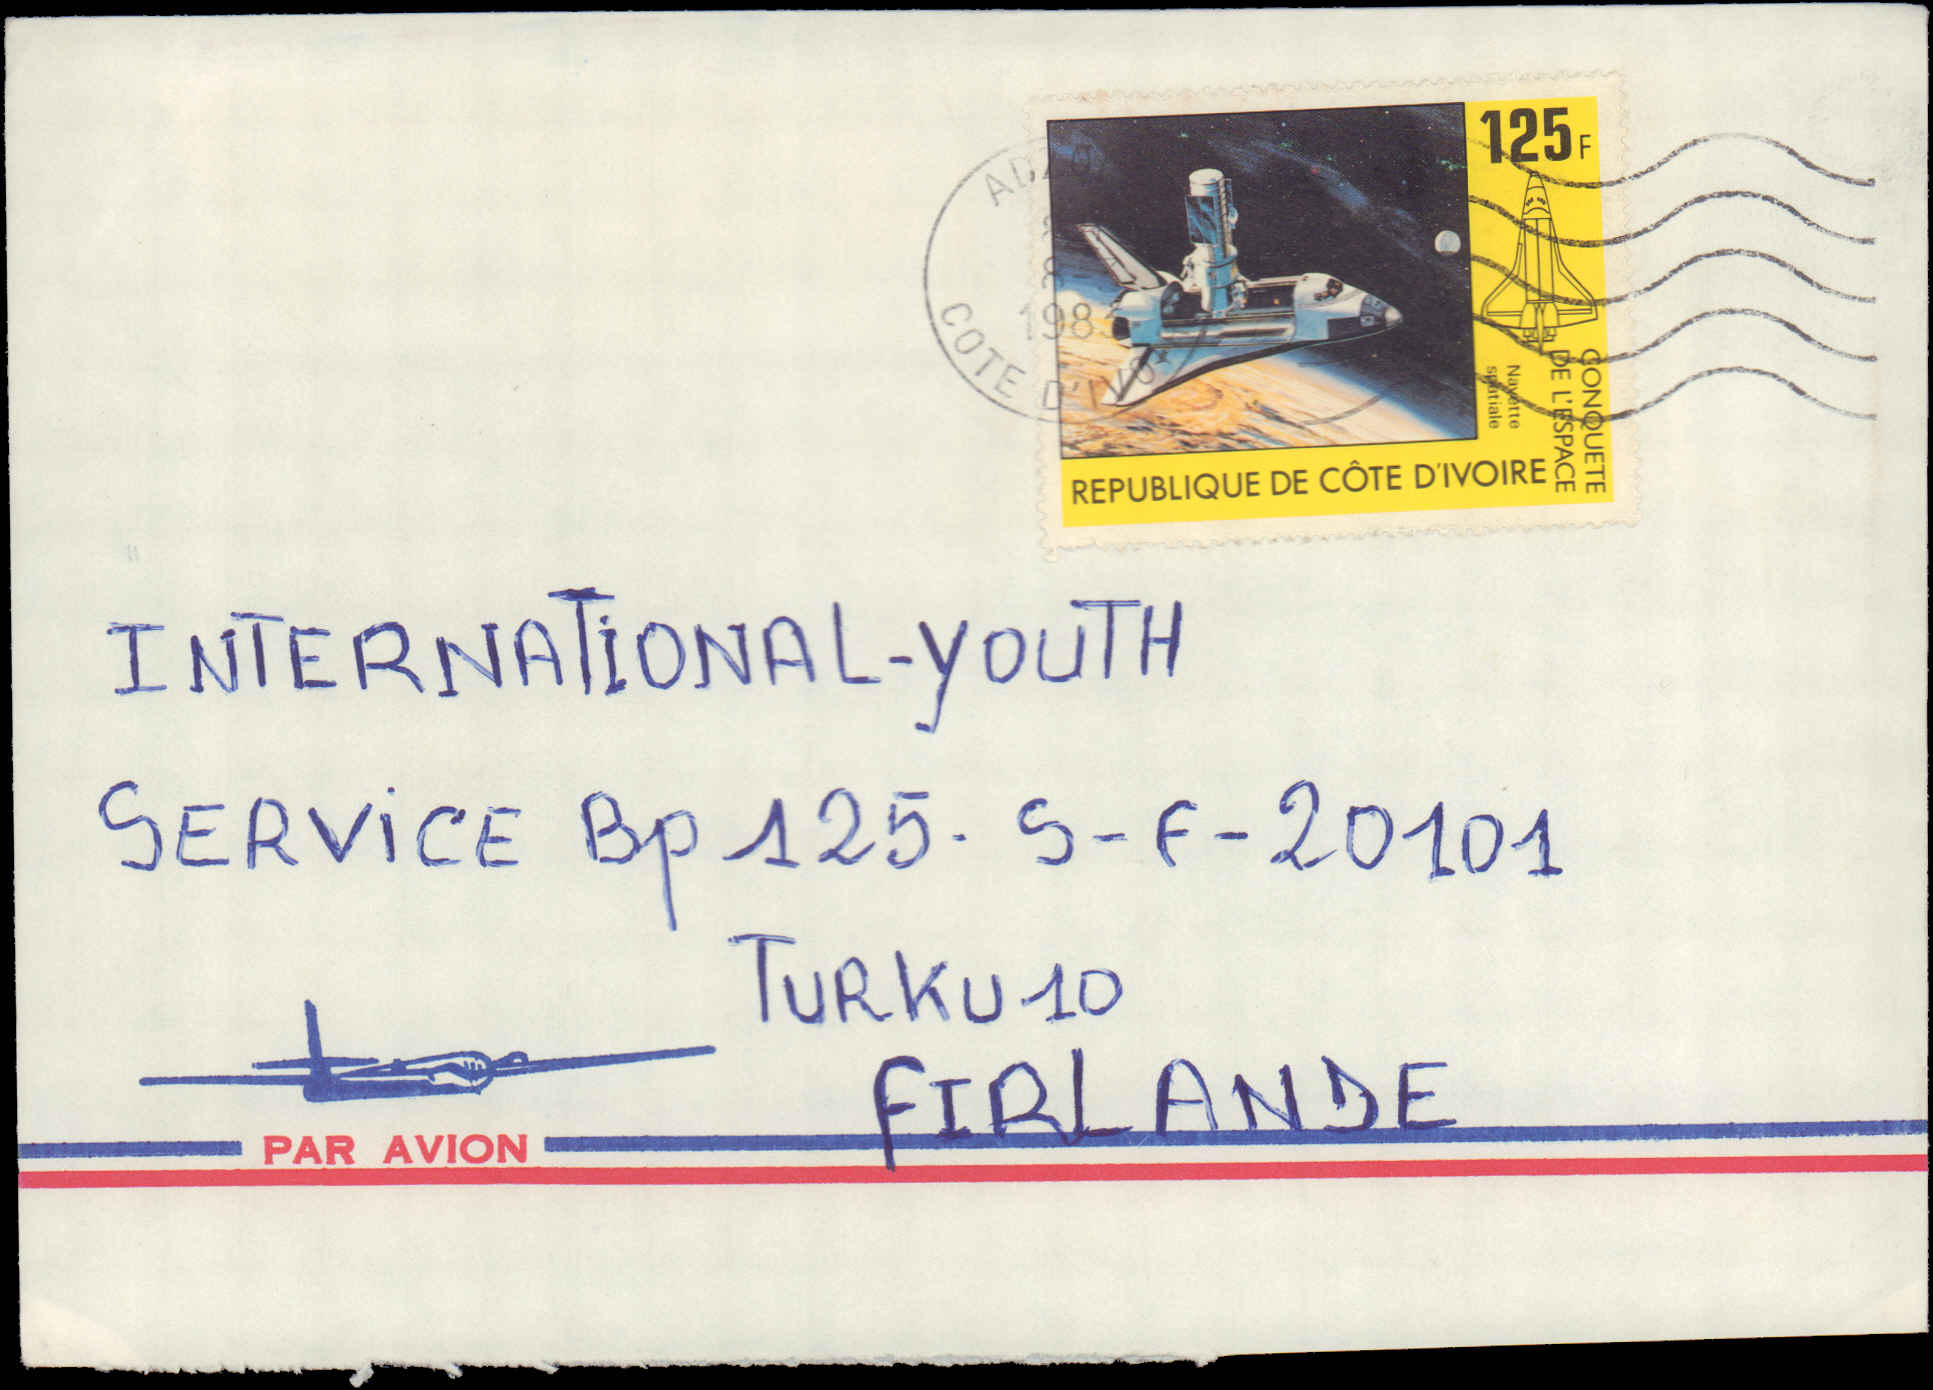 125F
CONQUETE
DE L'ESPACE
Navette
spatiale
REPUBLIQUE DE CÔTE D'IVOIRE
COTE D'IVO
INTERNATIONAL-YOUTH
SERVICE Bp 125. S-F-20101
TURKU 10
FIRLANDE
PAR AVION